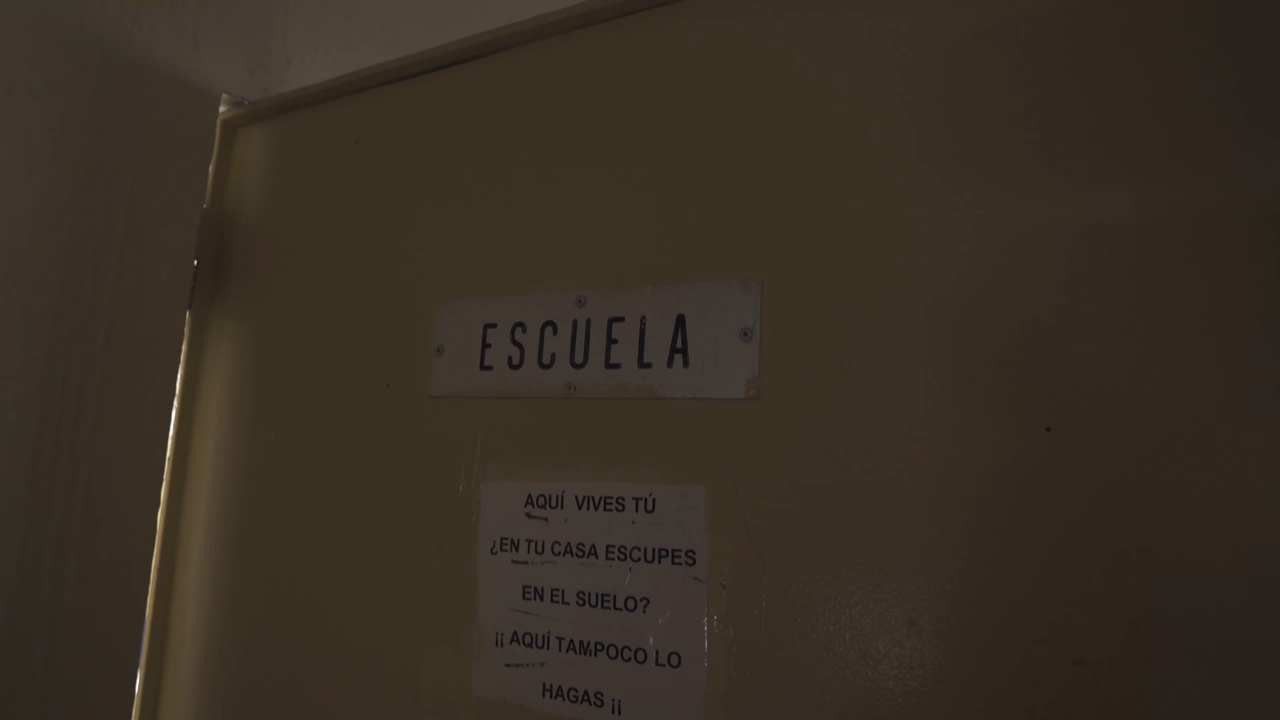 ESCUELA
AQUÍ VIVES TÚ
¿EN TU CASA ESCUPES
EN EL SUELO?
¡¡ AQUÍ TAMPOCO LO
HAGAS ¡¡